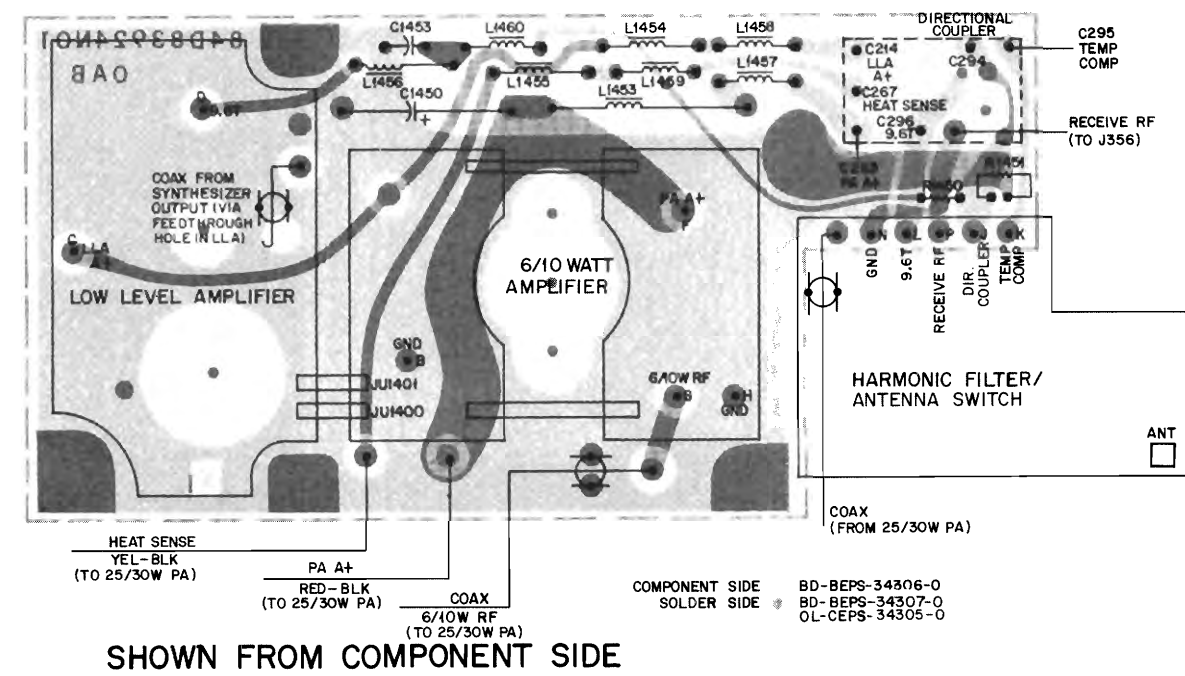 84D83924N01
OAB
C1453
L1460
L1454
L1458
DIRECTIONAL
COUPLER
C295
TEMP
COMP
L1456
L1455
L1469
L1457
C214
LLA
A+
C294
C267
HEAT SENSE
C296
9.6T
C1450
+
L1453
9.6T
RECEIVE RF
(TO J356)
COAX FROM
SYNTHESIZER
OUTPUT (VIA
FEEDTHROUGH
HOLE IN LLA)
PA A+
F
PA A+
R1451
C
LLA
A+
LOW LEVEL AMPLIFIER
6/10 WATT
AMPLIFIER
N
L
P
J
K
GND
9.6T
RECEIVE RF
DIR.
COUPLER
TEMP
COMP
GND
B
JU1401
JU1400
6/10W RF
H
GND
HARMONIC FILTER/
ANTENNA SWITCH
ANT
COAX
(FROM 25/30W PA)
HEAT SENSE
YEL-BLK
(TO 25/30W PA)
PA A+
RED-BLK
(TO 25/30W PA)
COAX
6/10W RF
(TO 25/30W PA)
COMPONENT SIDE BD-BEPS-34306-0
SOLDER SIDE BD-BEPS-34307-0
OL-CEPS-34305-0
SHOWN FROM COMPONENT SIDE